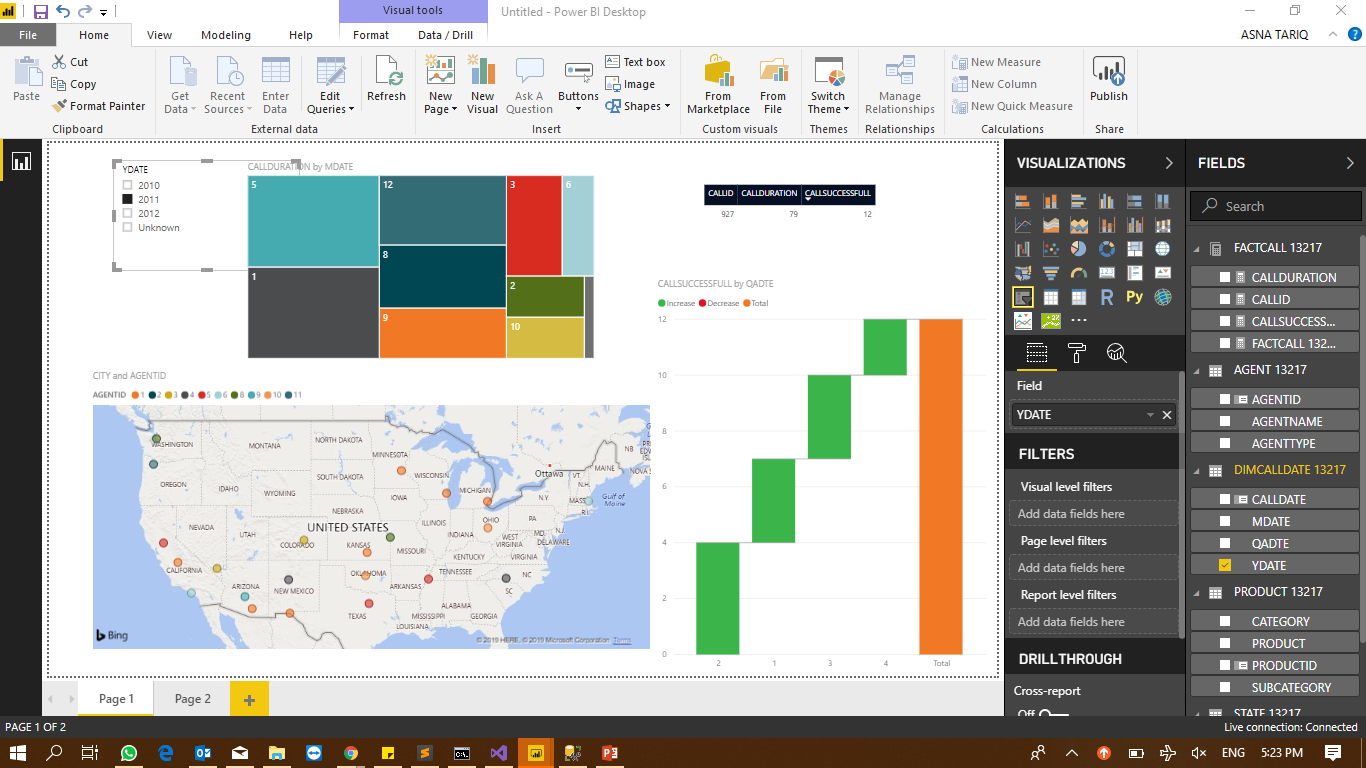 Visual tools
Untitled - Power BI Desktop
File
Home
View
Modeling
Help
Format
Data / Drill
ASNA TARIQ
Paste
Cut
Copy
Format Painter
Clipboard
Get Data
Recent Sources
Enter Data
Edit Queries
Refresh
External data
New Page
New Visual
Ask A Question
Buttons
Text box
Image
Shapes
Insert
From Marketplace
From File
Custom visuals
Switch Theme
Themes
Manage Relationships
Relationships
New Measure
New Column
New Quick Measure
Calculations
Publish
Share
YDATE
2010
2011
2012
Unknown
CALLDURATION by MDATE
5
12
3
6
1
8
2
9
10
CALLID CALLDURATION CALLSUCCESSFULL
927 79 12
CALLSUCCESSFULL by QADTE
Increase Decrease Total
12
10
8
6
4
2
0
2 1 3 4 Total
CITY and AGENTID
AGENTID 1 2 3 4 5 6 8 9 10 11
WASHINGTON
MONTANA
NORTH DAKOTA
MINNESOTA
OREGON
IDAHO
WYOMING
SOUTH DAKOTA
WISCONSIN
MICHIGAN
Ottawa
MAINE
NB
NOVA S
VT.
N.H.
N.Y.
MASS
R.I.
Gulf of Maine
IOWA
NEBRASKA
NEVADA
UTAH
UNITED STATES
COLORADO
KANSAS
MISSOURI
ILLINOIS
INDIANA
OHIO
PA.
N.J.
MD.
DELAWARE
WEST VIRGINIA
VIRGINIA
KENTUCKY
CALIFORNIA
ARIZONA
NEW MEXICO
OKLAHOMA
ARKANSAS
TENNESSEE
NC
SC
TEXAS
LOUISIANA
MISSISSIPPI
ALABAMA
GEORGIA
Bing
© 2019 HERE, © 2019 Microsoft Corporation Terms
VISUALIZATIONS
R
Py
Field
YDATE
FILTERS
Visual level filters
Add data fields here
Page level filters
Add data fields here
Report level filters
Add data fields here
DRILLTHROUGH
Cross-report
Off
FIELDS
Search
FACTCALL 13217
CALLDURATION
CALLID
CALLSUCCESS...
FACTCALL 132...
AGENT 13217
AGENTID
AGENTNAME
AGENTTYPE
DIMCALLDATE 13217
CALLDATE
MDATE
QADTE
YDATE
PRODUCT 13217
CATEGORY
PRODUCT
PRODUCTID
SUBCATEGORY
STATE 13217
Page 1
Page 2
PAGE 1 OF 2
Live connection: Connected
ENG
5:23 PM